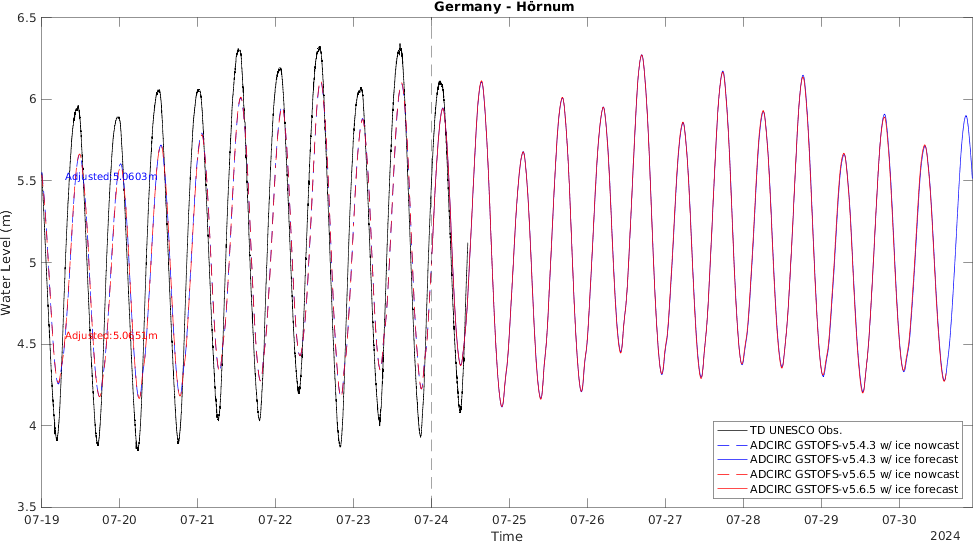 Germany - Hörnum
6.5
6
5.5
5
4.5
4
3.5
Water Level (m)
Adjusted:5.0603m
Adjusted:5.0651m
TD UNESCO Obs.
ADCIRC GSTOFS-v5.4.3 w/ ice nowcast
ADCIRC GSTOFS-v5.4.3 w/ ice forecast
ADCIRC GSTOFS-v5.6.5 w/ ice nowcast
ADCIRC GSTOFS-v5.6.5 w/ ice forecast
07-19 07-20 07-21 07-22 07-23 07-24 07-25 07-26 07-27 07-28 07-29 07-30
Time
2024